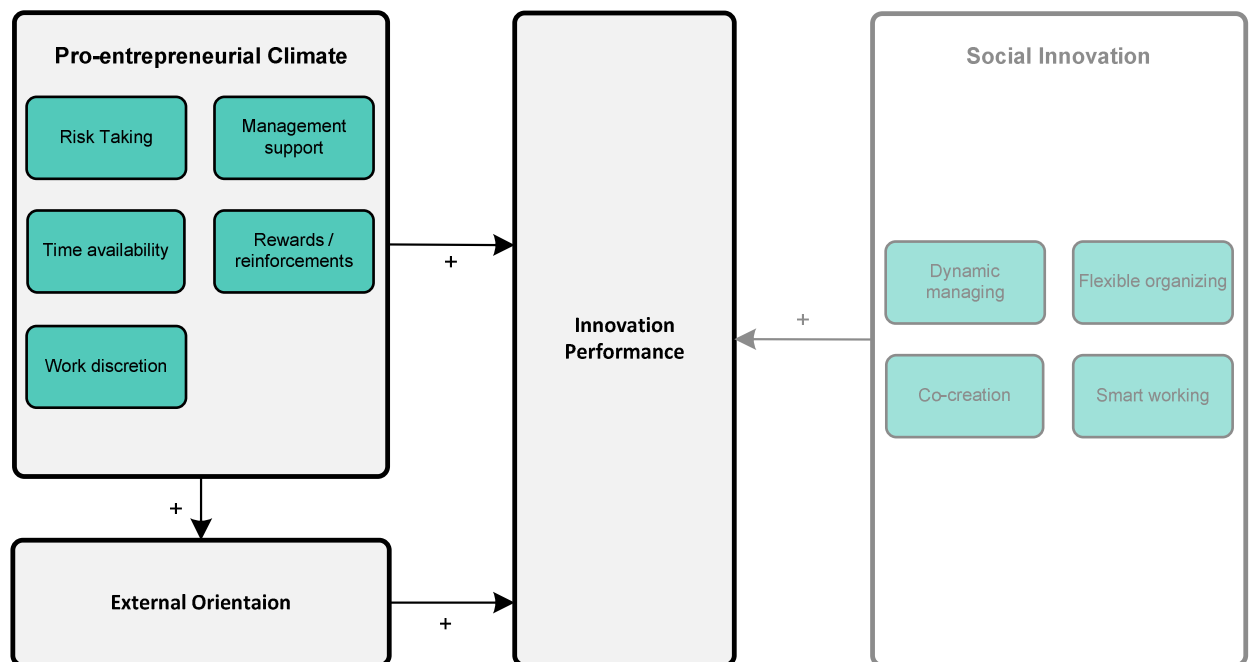 Pro-entrepreneurial Climate
Risk Taking
Management
support
Time availability
Rewards /
reinforcements
Work discretion
+
+
External Orientaion
+
Innovation
Performance
+
Social Innovation
Dynamic
managing
Flexible organizing
Co-creation
Smart working